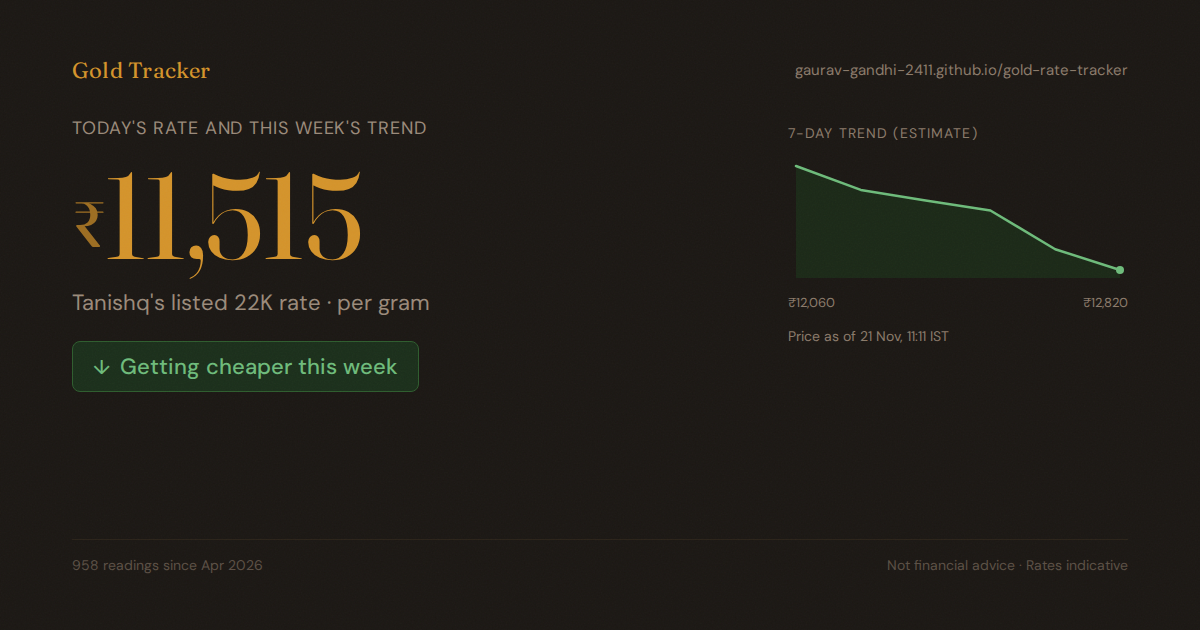 Gold Tracker
gaurav-gandhi-2411.github.io/gold-rate-tracker
TODAY'S RATE AND THIS WEEK'S TREND
₹11,515
Tanishq's listed 22K rate · per gram
↓ Getting cheaper this week
7-DAY TREND (ESTIMATE)
₹12,060 ₹12,820
Price as of 21 Nov, 11:11 IST
958 readings since Apr 2026
Not financial advice · Rates indicative